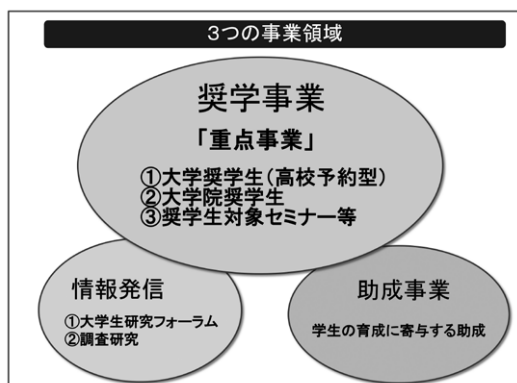 3つの事業領域
奨学事業
「重点事業」
①大学奨学生(高校予約型)
②大学院奨学生
③奨学生対象セミナー等
情報発信
①大学生研究フォーラム
②調査研究
助成事業
学生の育成に寄与する助成